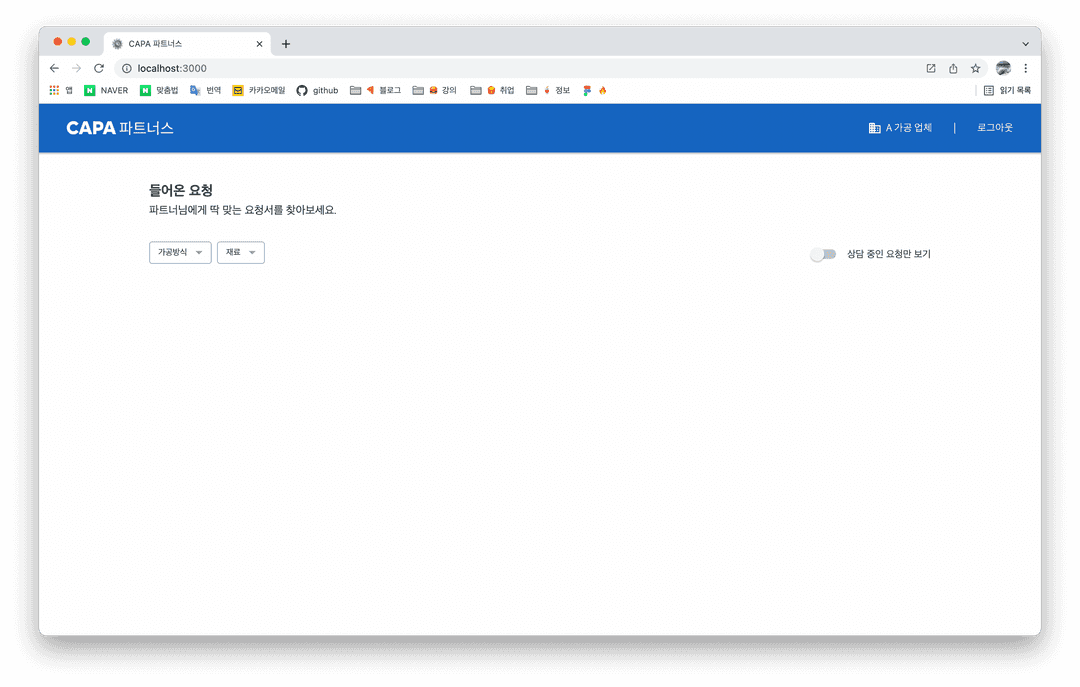 CAPA 파트너스
localhost:3000
앱 NAVER 맞춤법 번역 카카오메일 github 블로그 강의 취업 정보 읽기 목록
CAPA 파트너스 A 가공 업체 | 로그아웃
들어온 요청
파트너님에게 딱 맞는 요청서를 찾아보세요.
가공방식 재료 상담 중인 요청만 보기